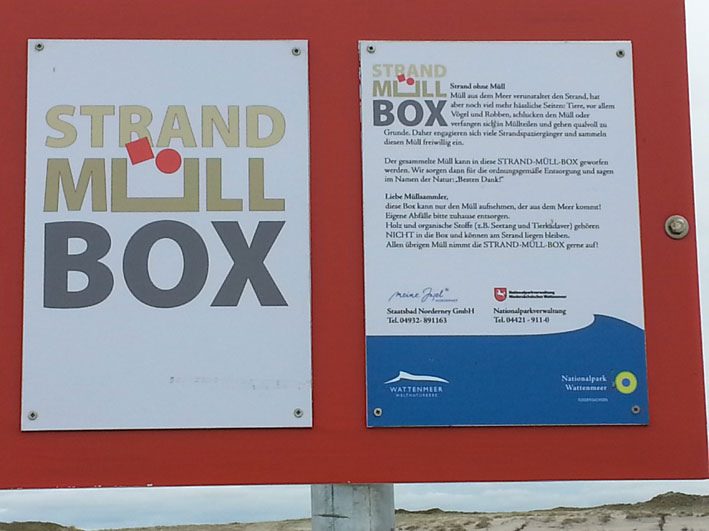 STRAND
MÜLL
BOX
STRAND
MÜLL
BOX
Strand ohne Müll
Müll aus dem Meer verunstaltet den Strand, hat
aber noch viel mehr hässliche Seiten: Tiere, vor allem
Vögel und Robben, schlucken den Müll oder
verfangen sich in Müllteilen und gehen qualvoll zu
Grunde. Daher engagieren sich viele Strandspaziergänger und sammeln
diesen Müll freiwillig ein.
Der gesammelte Müll kann in diese STRAND-MÜLL-BOX geworfen
werden. Wir sorgen dann für die ordnungsgemäße Entsorgung und sagen
im Namen der Natur: „Besten Dank!"
Liebe Müllsammler,
diese Box kann nur den Müll aufnehmen, der aus dem Meer kommt!
Eigene Abfälle bitte zuhause entsorgen.
Holz und organische Stoffe (z.B. Seetang und Tierkadaver) gehören
NICHT in die Box und können am Strand liegen bleiben.
Allen übrigen Müll nimmt die STRAND-MÜLL-BOX gerne auf!
meine Insel
Staatsbad Norderney GmbH
Tel. 04932- 891163
Nationalparkverwaltung
Niedersächsisches Wattenmeer
Nationalparkverwaltung
Tel. 04421 - 911-0
WATTENMEER
WELTNATURERBE
Nationalpark
Wattenmeer
NIEDERSACHSEN